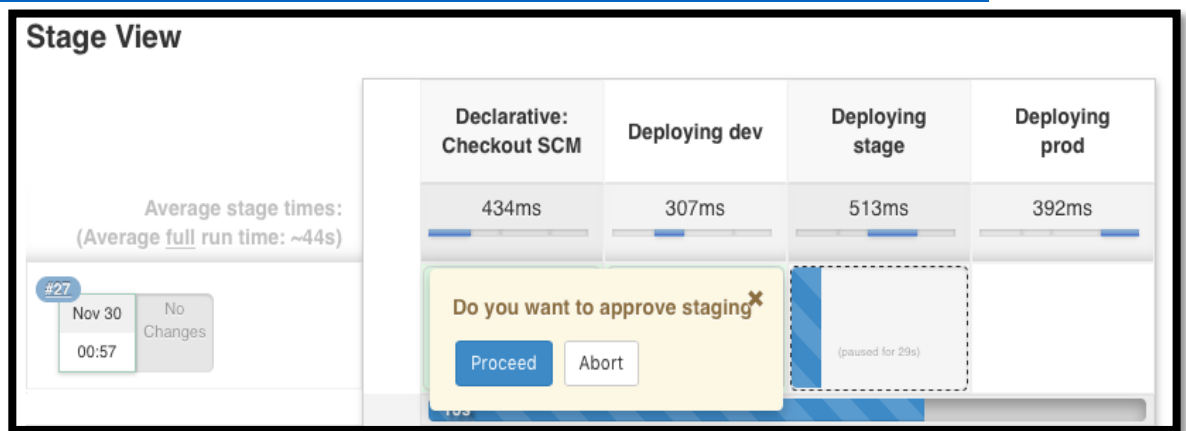 Stage View
Declarative:
Checkout SCM
Deploying dev
Deploying
stage
Deploying
prod
Average stage times:
(Average full run time: ~44s)
434ms
307ms
513ms
392ms
#27
Nov 30
00:57
No
Changes
Do you want to approve staging
Proceed
Abort
(paused for 29s)